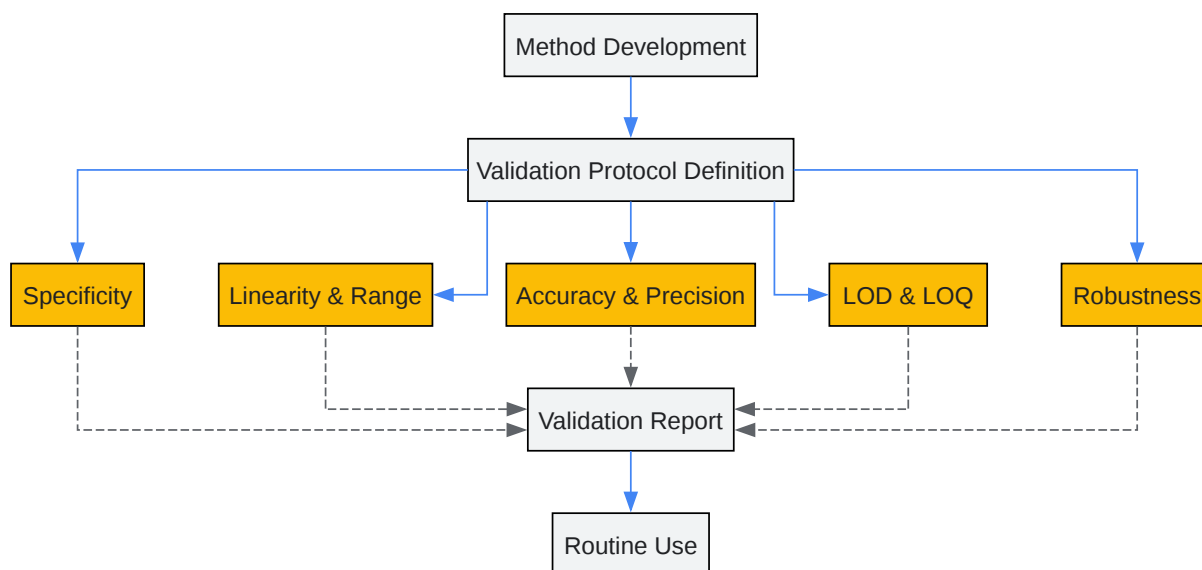 Method Development
Validation Protocol Definition
Specificity
Linearity & Range
Accuracy & Precision
LOD & LOQ
Robustness
Validation Report
Routine Use